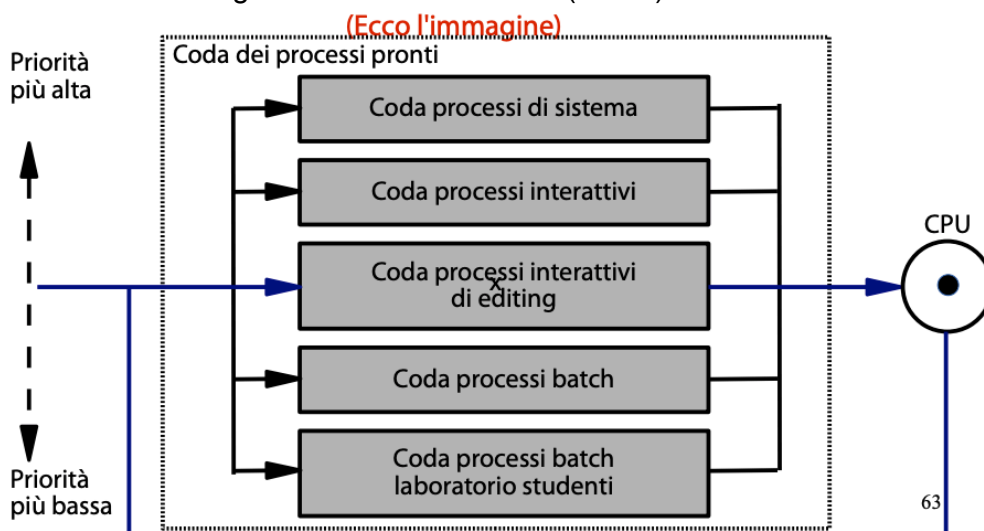 (Ecco l'immagine)
Coda dei processi pronti
Priorità
più alta
Coda processi di sistema
Coda processi interattivi
CPU
Coda processi interattivi
x
di editing
Coda processi batch
Coda processi batch
laboratorio studenti
Priorità
più bassa
63